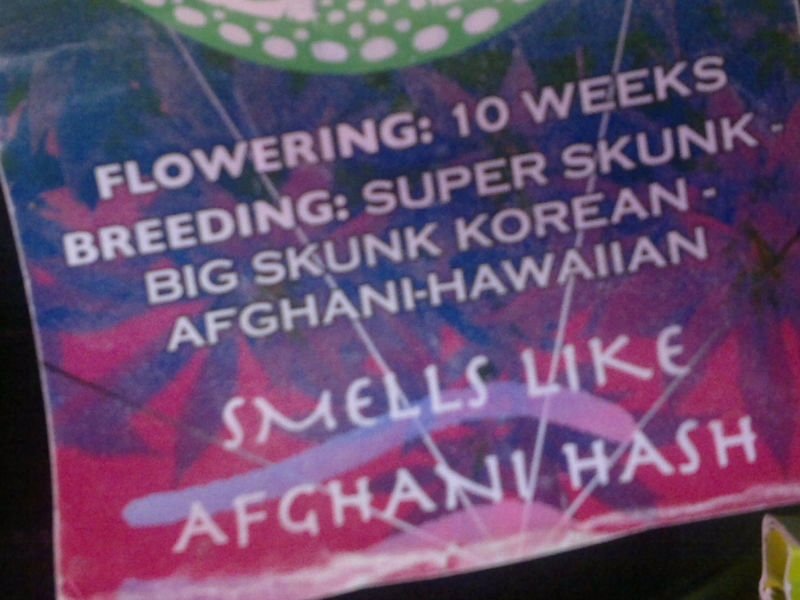 FLOWERING: 10 WEEKS
BREEDING: SUPER SKUNK -
BIG SKUNK KOREAN -
AFGHANI-HAWAIIAN
SMELLS LIKE
AFGHANI HASH